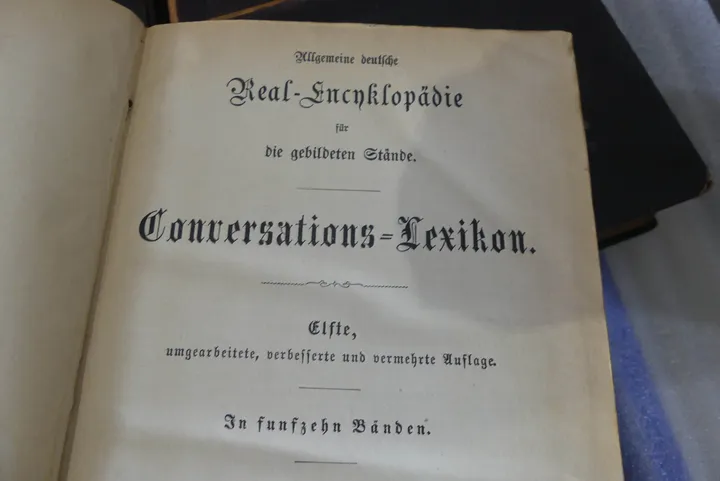 Allgemeine deutsche
Real-Encyklopädie
für
die gebildeten Stände.
Conversations-Lexikon.
Elfte,
umgearbeitete, verbesserte und vermehrte Auflage.
In funfzehn Bänden.